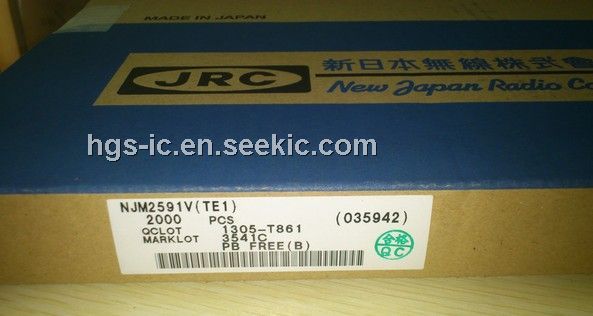 MADE IN JAPAN
JRC
新日本無線株式會
New Japan Radio Co
hgs-ic.en.seekic.com
NJM2591V(TE1)
2000 PCS (035942)
QCLOT 1305-T861
MARKLOT 3541C
PB FREE(B)
合格
QC